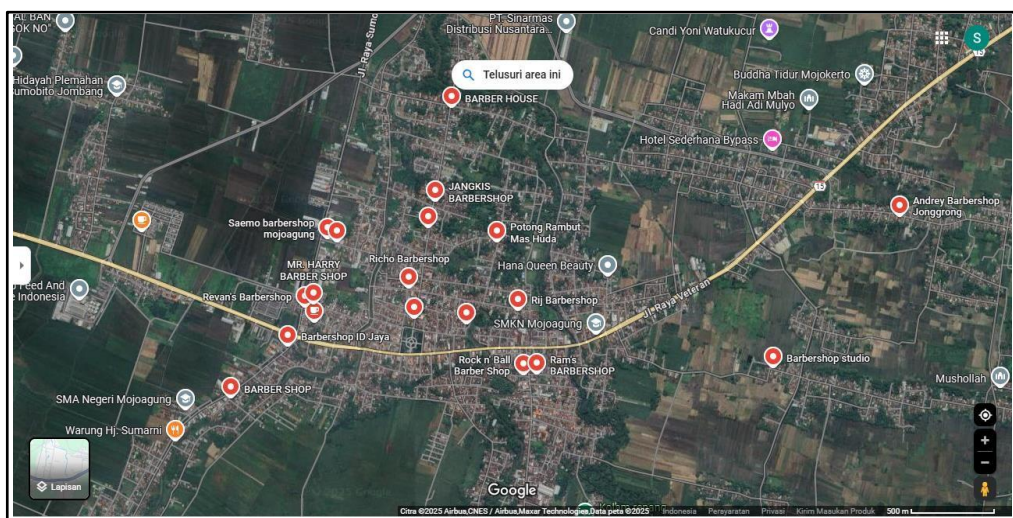 PT. Sinarmas
Distribusi Nusantara...
Candi Yoni Watukucur
S
Jl. Raya Sumo
Telusuri area ini
15
Hidayah Plemahan
Sumobito Jombang
Buddha Tidur Mojokerto
BARBER HOUSE
Makam Mbah
Hadi Adi Mulyo
Hotel Sederhana Bypass
15
JANGKIS
BARBERSHOP
Andrey Barbershop
Jonggrong
Saemo barbershop
mojoagung
Potong Rambut
Mas Huda
Richo Barbershop
MR. HARRY
BARBER SHOP
Hana Queen Beauty
Feed And
Indonesia
Revan's Barbershop
Rij Barbershop
Jl. Raya Veteran
SMKN Mojoagung
Barbershop ID Jaya
Rock n' Ball
Barber Shop
Ram's
BARBERSHOP
Barbershop studio
BARBER SHOP
Mushollah
SMA Negeri Mojoagung
Warung Hj. Sumarni
Lapisan
Google
Citra ©2025 Airbus,CNES / Airbus,Maxar Technologies,Data peta ©2025 Indonesia Persyaratan Privasi Kirim Masukan Produk 500 m